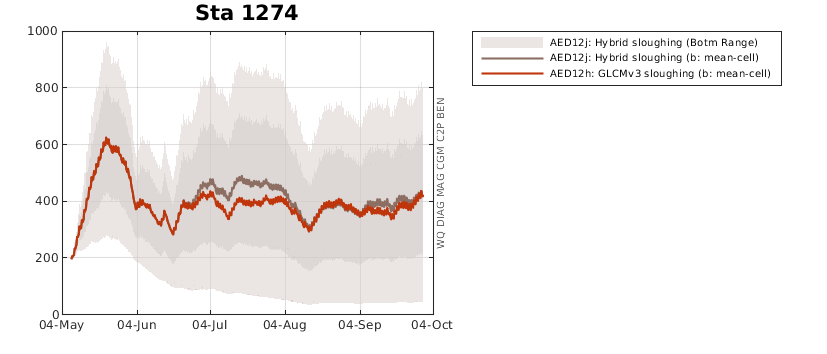 Sta 1274
1000
800
600
400
200
0
04-May 04-Jun 04-Jul 04-Aug 04-Sep 04-Oct
WQ DIAG MAG CGM C2P BEN
AED12j: Hybrid sloughing (Botm Range)
AED12j: Hybrid sloughing (b: mean-cell)
AED12h: GLCMv3 sloughing (b: mean-cell)